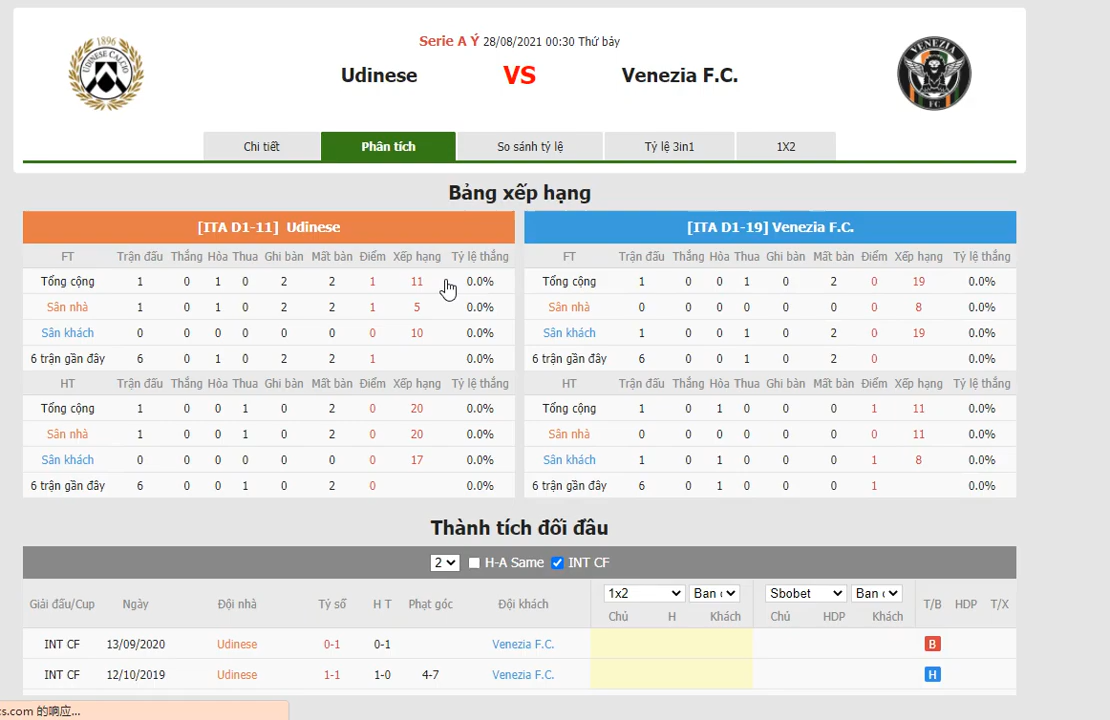 1896
UDINESE CALCIO
Serie A Ý 28/08/2021 00:30 Thứ bảy
Udinese VS Venezia F.C.
VENEZIA
FC
Chi tiết Phân tích So sánh tỷ lệ Tỷ lệ 3in1 1X2
Bảng xếp hạng
[ITA D1-11] Udinese
FT Trận đấu Thắng Hòa Thua Ghi bàn Mất bàn Điểm Xếp hạng Tỷ lệ thắng
Tổng cộng 1 0 1 0 2 2 1 11 0.0%
Sân nhà 1 0 1 0 2 2 1 5 0.0%
Sân khách 0 0 0 0 0 0 0 10 0.0%
6 trận gần đây 6 0 1 0 2 2 1 0.0%
HT Trận đấu Thắng Hòa Thua Ghi bàn Mất bàn Điểm Xếp hạng Tỷ lệ thắng
Tổng cộng 1 0 0 1 0 2 0 20 0.0%
Sân nhà 1 0 0 1 0 2 0 20 0.0%
Sân khách 0 0 0 0 0 0 0 17 0.0%
6 trận gần đây 6 0 0 1 0 2 0 0.0%
[ITA D1-19] Venezia F.C.
FT Trận đấu Thắng Hòa Thua Ghi bàn Mất bàn Điểm Xếp hạng Tỷ lệ thắng
Tổng cộng 1 0 0 1 0 2 0 19 0.0%
Sân nhà 0 0 0 0 0 0 0 8 0.0%
Sân khách 1 0 0 1 0 2 0 19 0.0%
6 trận gần đây 6 0 0 1 0 2 0 0.0%
HT Trận đấu Thắng Hòa Thua Ghi bàn Mất bàn Điểm Xếp hạng Tỷ lệ thắng
Tổng cộng 1 0 1 0 0 0 1 11 0.0%
Sân nhà 0 0 0 0 0 0 0 11 0.0%
Sân khách 1 0 1 0 0 0 1 8 0.0%
6 trận gần đây 6 0 1 0 0 0 1 0.0%
Thành tích đối đầu
2 H-A Same INT CF
Giải đấu/Cup Ngày Đội nhà Tỷ số H T Phạt góc Đội khách 1x2 Ban Sbobet Ban T/B HDP T/X
Chủ H Khách Chủ HDP Khách
INT CF 13/09/2020 Udinese 0-1 0-1 Venezia F.C. B
INT CF 12/10/2019 Udinese 1-1 1-0 4-7 Venezia F.C. H
s.com 的响应...